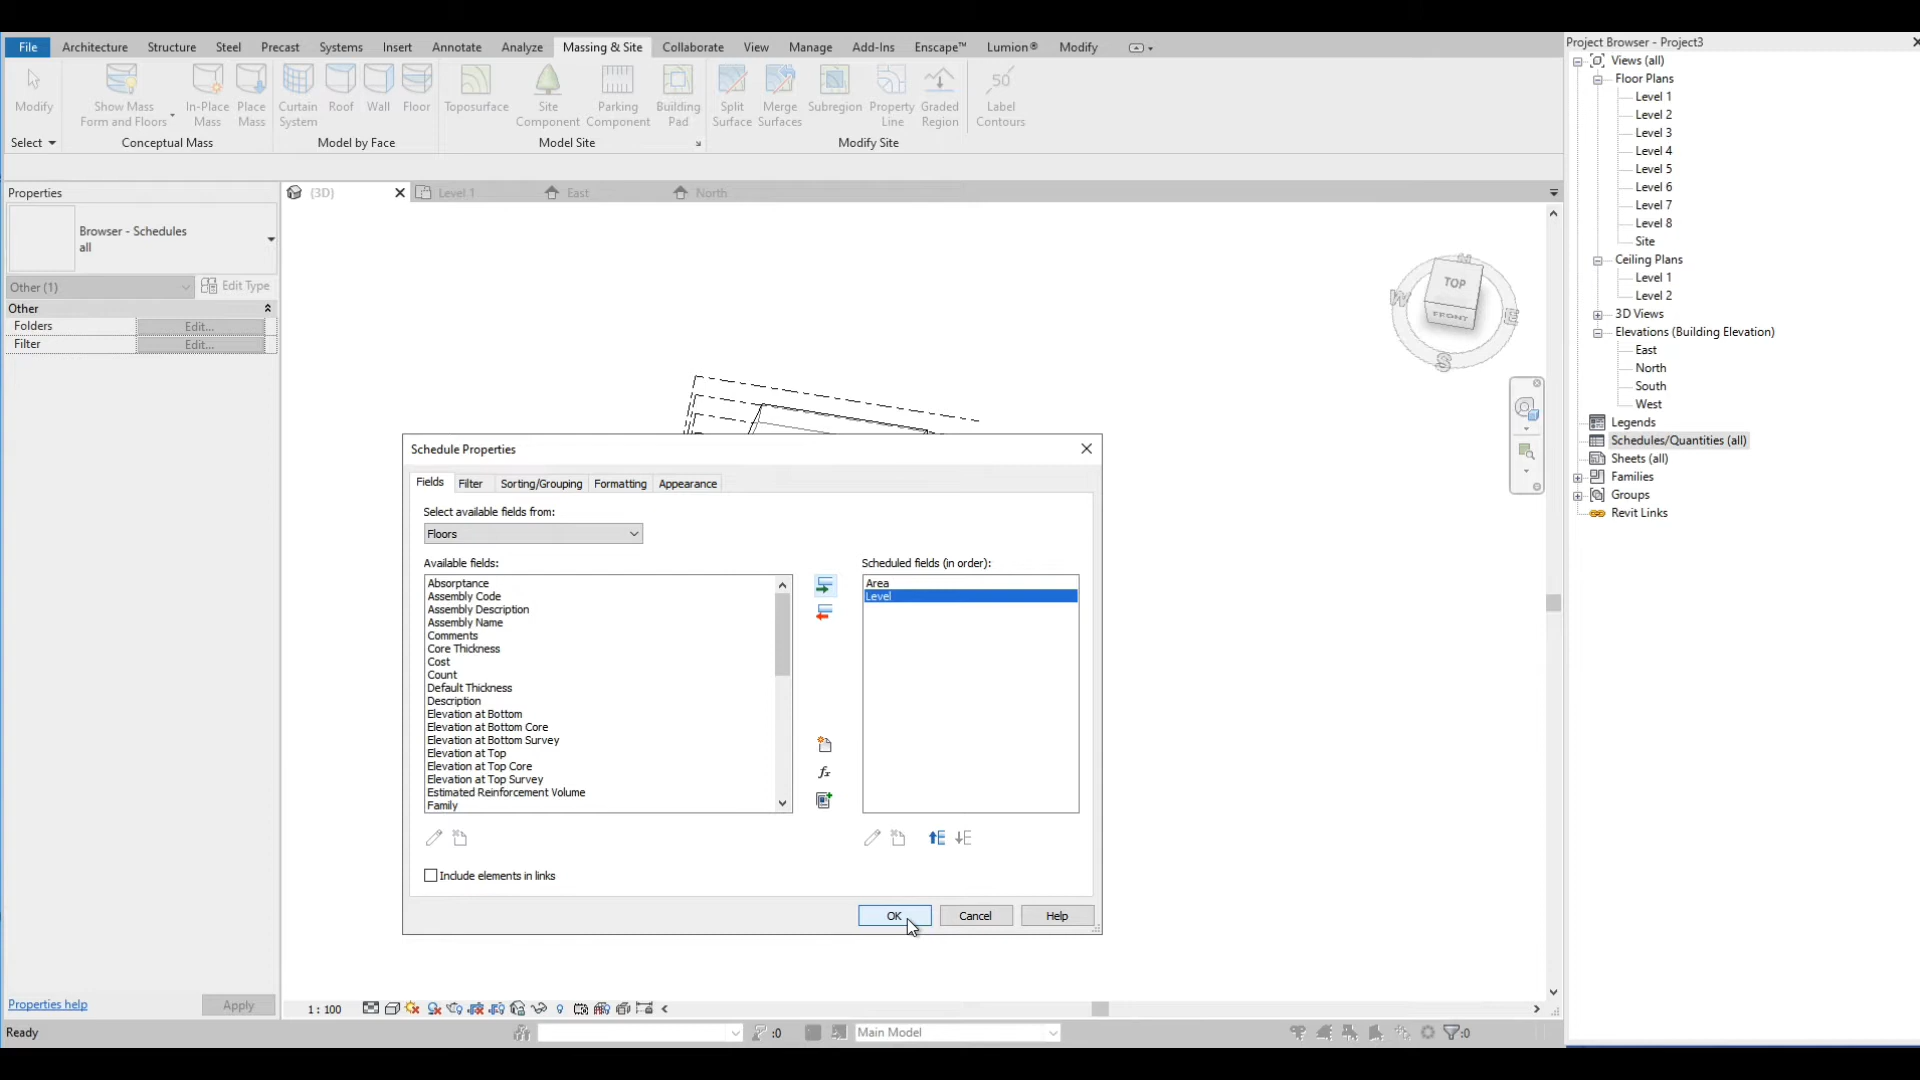 File Architecture Structure Steel Precast Systems Insert Annotate Analyze Massing & Site Collaborate View Manage Add-Ins Enscape™ Lumion® Modify
Modify
Show Mass
Form and Floors
In-Place
Mass
Place
Mass
Curtain
System
Roof
Wall
Floor
Toposurface
Site
Component
Parking
Component
Building
Pad
Split
Surface
Merge
Surfaces
Subregion
Property
Line
Graded
Region
50
Label
Contours
Select
Conceptual Mass
Model by Face
Model Site
Modify Site
Properties
Browser - Schedules
all
Other (1)
Edit Type
Other
Folders Edit...
Filter Edit...
Properties help
Apply
{3D}
Level 1
East
North
TOP
FRONT
W
E
S
Schedule Properties
Fields Filter Sorting/Grouping Formatting Appearance
Select available fields from:
Floors
Available fields:
Absorptance
Assembly Code
Assembly Description
Assembly Name
Comments
Core Thickness
Cost
Count
Default Thickness
Description
Elevation at Bottom
Elevation at Bottom Core
Elevation at Bottom Survey
Elevation at Top
Elevation at Top Core
Elevation at Top Survey
Estimated Reinforcement Volume
Family
fx
Scheduled fields (in order):
Area
Level
Include elements in links
OK Cancel Help
1 : 100
Ready
:0
Main Model
:0
Project Browser - Project3
Views (all)
Floor Plans
Level 1
Level 2
Level 3
Level 4
Level 5
Level 6
Level 7
Level 8
Site
Ceiling Plans
Level 1
Level 2
3D Views
Elevations (Building Elevation)
East
North
South
West
Legends
Schedules/Quantities (all)
Sheets (all)
Families
Groups
Revit Links